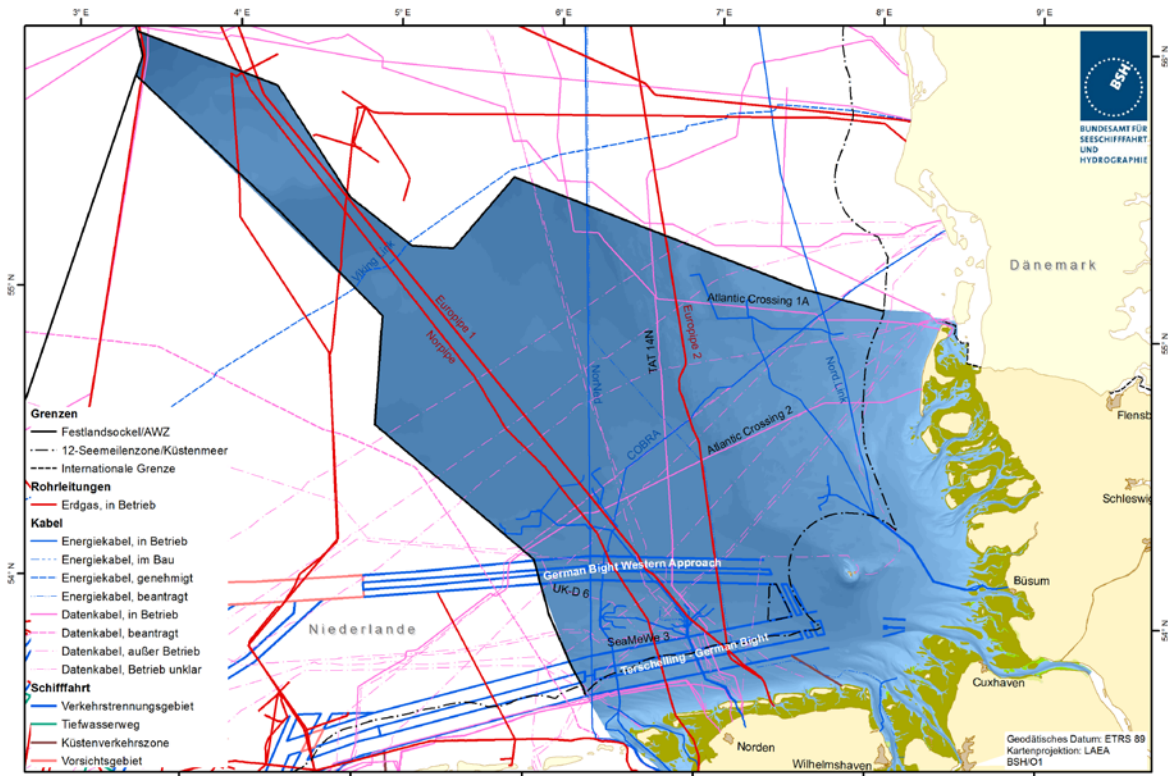 3° E
4° E
5° E
6° E
7° E
8° E
9° E
56° N
BSH
BUNDESAMT FÜR
SEESCHIFFFAHRT
UND
HYDROGRAPHIE
Dänemark
55° N
55° N
Viking Link
Europipe 1
Norpipe
Atlantic Crossing 1A
Europipe 2
TAT 14N
NorNed
Nord Link
COBRA
Atlantic Crossing 2
Flensb
Schleswig
Grenzen
Festlandsockel/AWZ
12-Seemeilenzone/Küstenmeer
Internationale Grenze
Rohrleitungen
Erdgas, in Betrieb
Kabel
Energiekabel, in Betrieb
Energiekabel, im Bau
Energiekabel, genehmigt
Energiekabel, beantragt
Datenkabel, in Betrieb
Datenkabel, beantragt
Datenkabel, außer Betrieb
Datenkabel, Betrieb unklar
Schifffahrt
Verkehrstrennungsgebiet
Tiefwasserweg
Küstenverkehrszone
Vorsichtsgebiet
54° N
54° N
German Bight Western Approach
UK-D 6
Büsum
Niederlande
SeaMeWe 3
Terschelling - German Bight
Cuxhaven
Norden
Wilhelmshaven
Geodätisches Datum: ETRS 89
Kartenprojektion: LAEA
BSH/O1